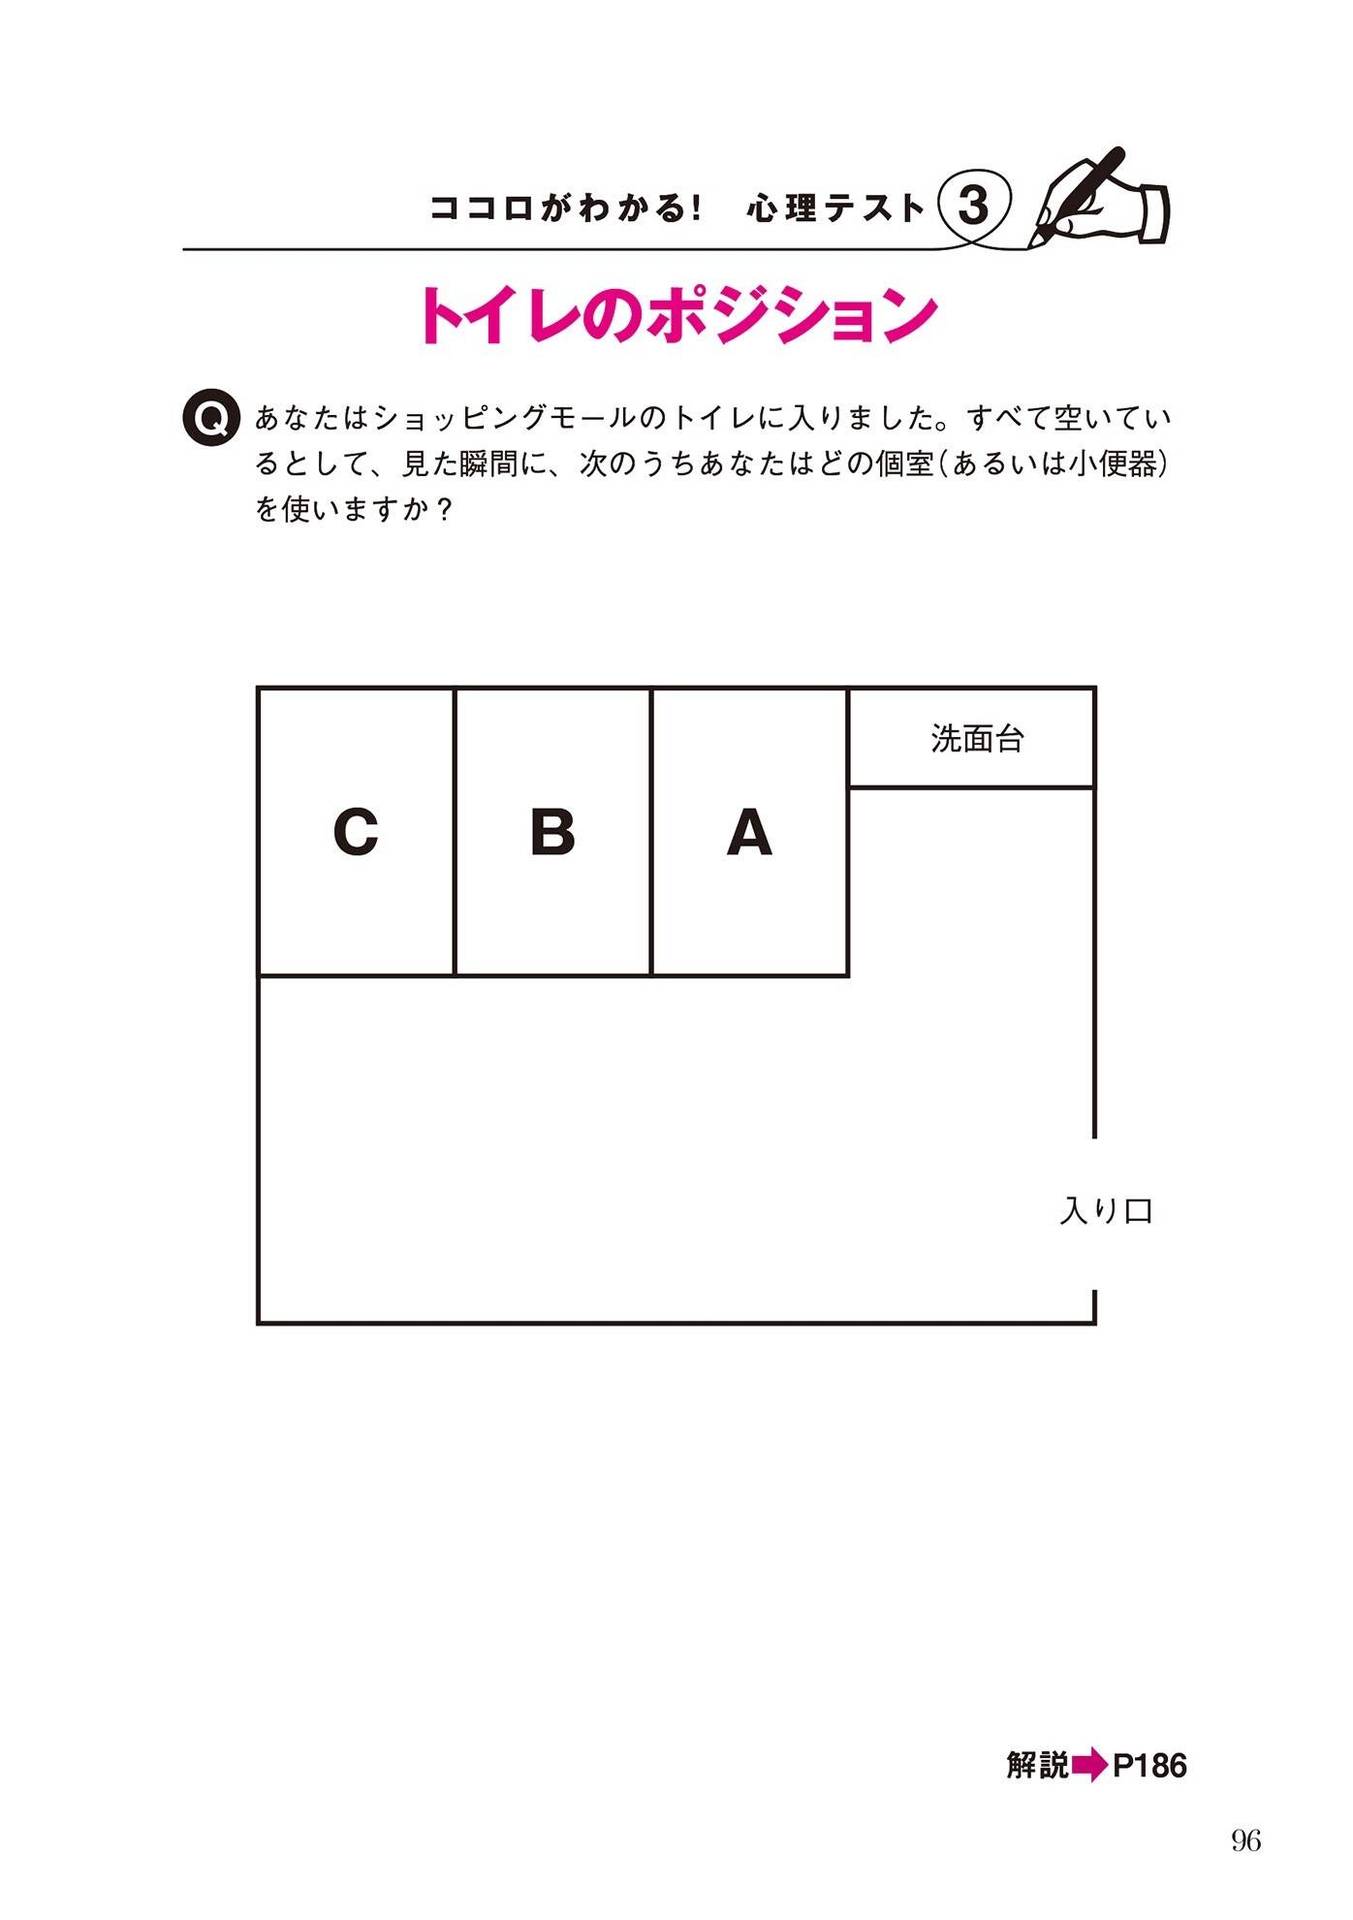 ココロがわかる！ 心理テスト 3
トイレのポジション
Q あなたはショッピングモールのトイレに入りました。すべて空いてい
るとして、見た瞬間に、次のうちあなたはどの個室（あるいは小便器）
を使いますか？
C B A 洗面台
入り口
解説➡P186
96